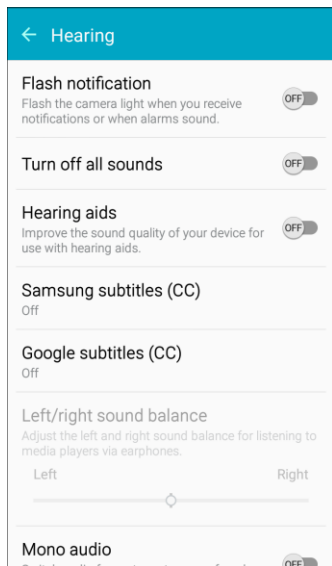 Hearing
Flash notification
Flash the camera light when you receive
notifications or when alarms sound.
OFF
Turn off all sounds
OFF
Hearing aids
Improve the sound quality of your device for
use with hearing aids.
OFF
Samsung subtitles (CC)
Off
Google subtitles (CC)
Off
Left/right sound balance
Adjust the left and right sound balance for listening to
media players via earphones.
Left Right
Mono audio
OFF